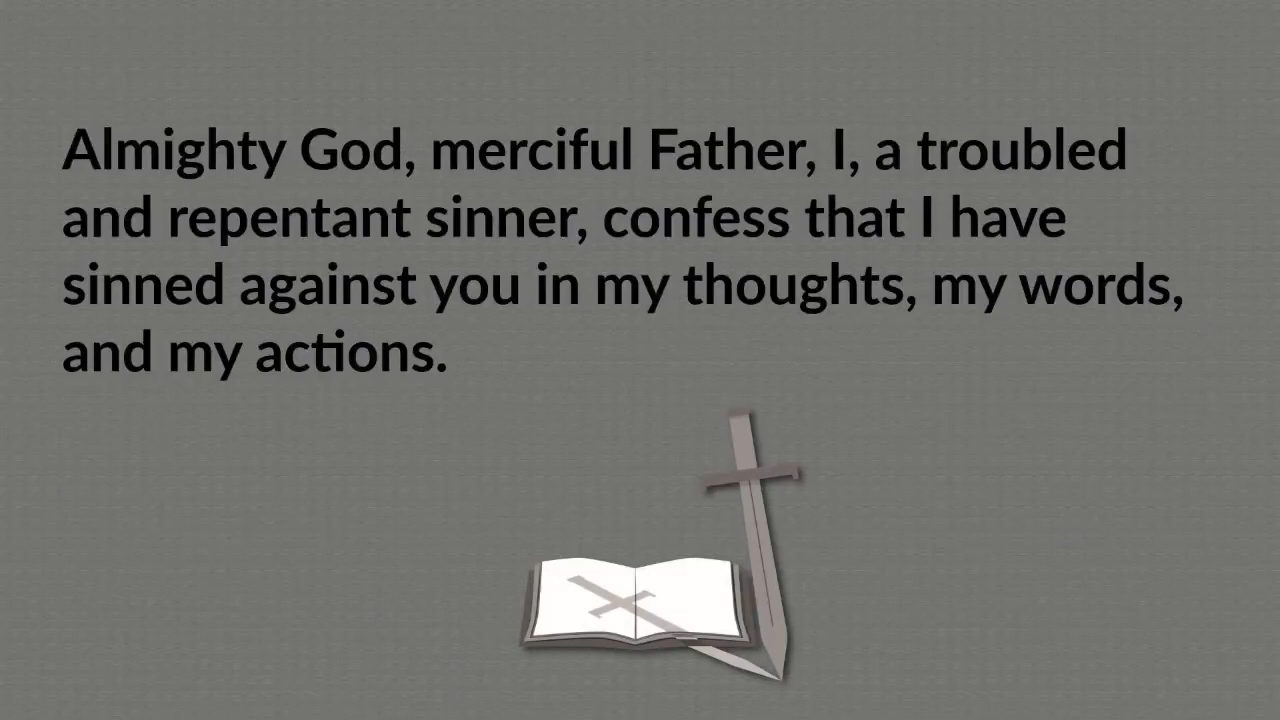 Almighty God, merciful Father, I, a troubled
and repentant sinner, confess that I have
sinned against you in my thoughts, my words,
and my actions.